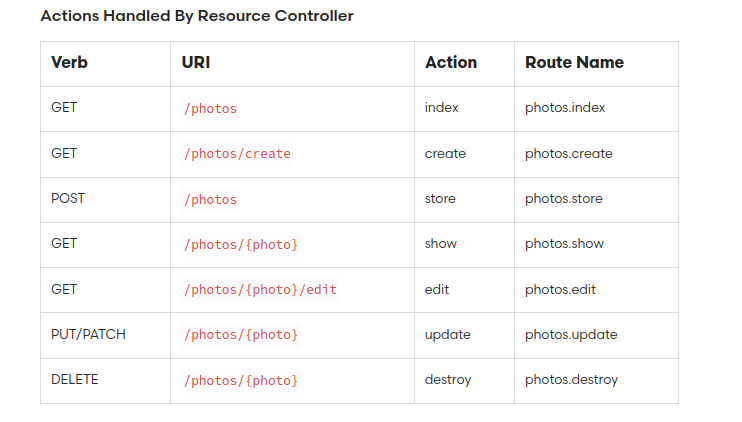 Actions Handled By Resource Controller
Verb URI Action Route Name
GET /photos index photos.index
GET /photos/create create photos.create
POST /photos store photos.store
GET /photos/{photo} show photos.show
GET /photos/{photo}/edit edit photos.edit
PUT/PATCH /photos/{photo} update photos.update
DELETE /photos/{photo} destroy photos.destroy